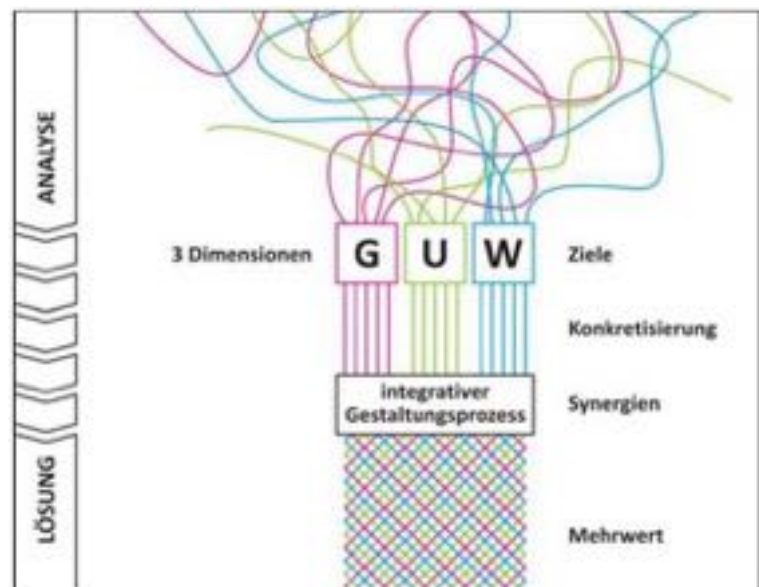 ANALYSE
3 Dimensionen G U W Ziele
Konkretisierung
integrativer
Gestaltungsprozess
Synergien
LÖSUNG
Mehrwert